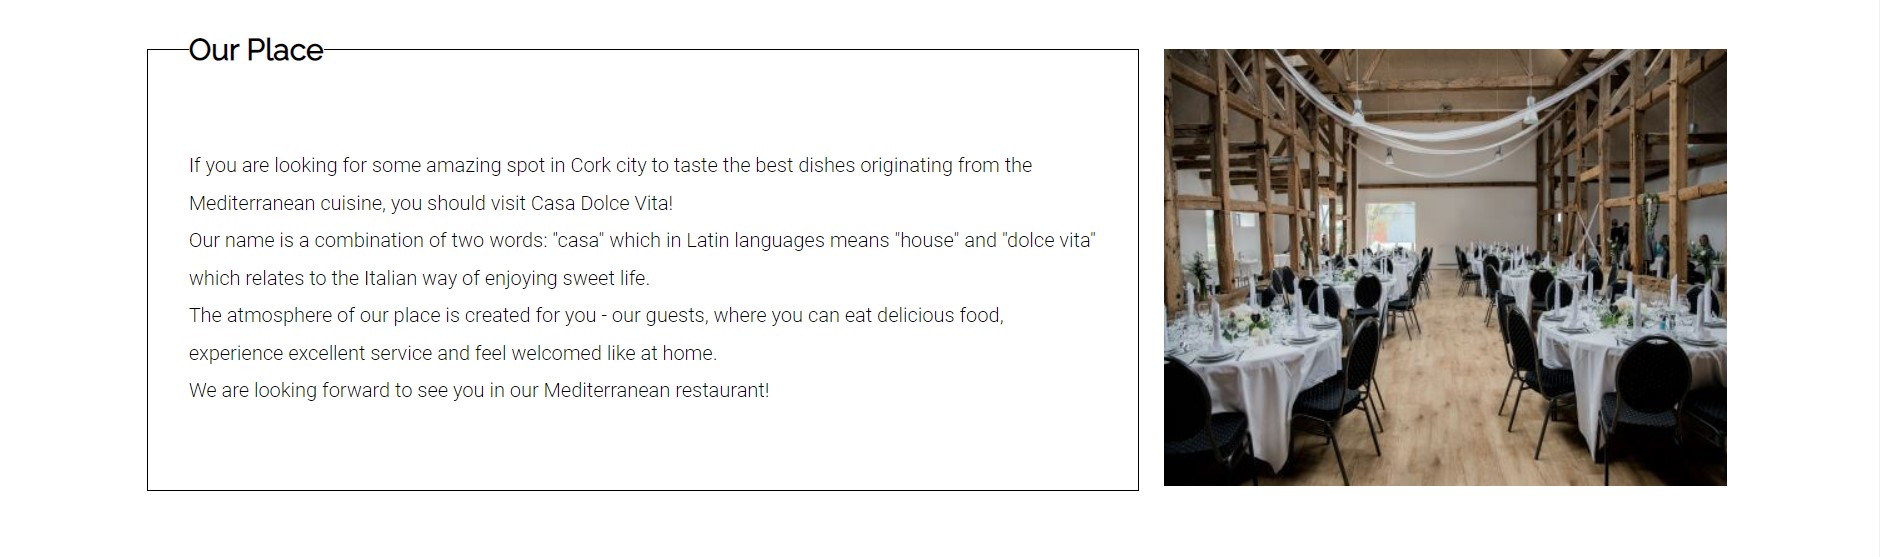 Our Place
If you are looking for some amazing spot in Cork city to taste the best dishes originating from the
Mediterranean cuisine, you should visit Casa Dolce Vita!
Our name is a combination of two words: "casa" which in Latin languages means "house" and "dolce vita"
which relates to the Italian way of enjoying sweet life.
The atmosphere of our place is created for you - our guests, where you can eat delicious food,
experience excellent service and feel welcomed like at home.
We are looking forward to see you in our Mediterranean restaurant!